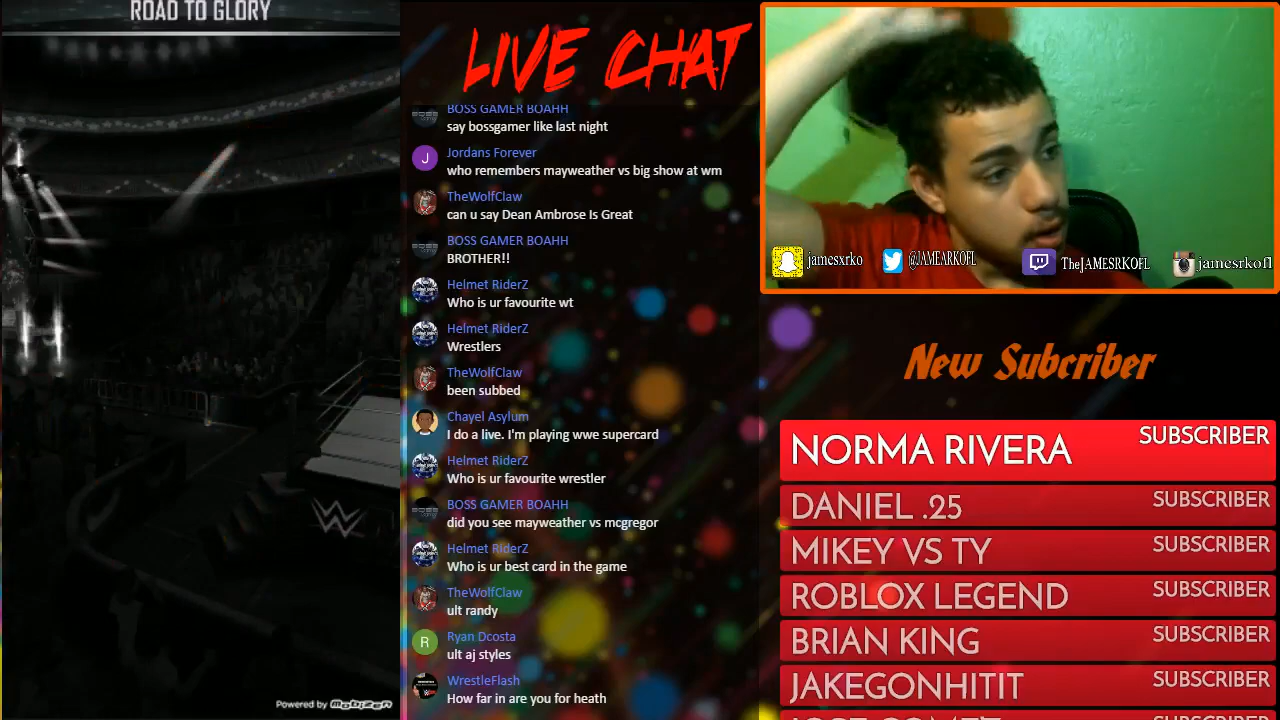 ROAD TO GLORY
Powered by MOBIZEN
LIVE CHAT
BOSS GAMER BOAHH
say bossgamer like last night
J
Jordans Forever
who remembers mayweather vs big show at wm
TheWolfClaw
can u say Dean Ambrose Is Great
BOSS GAMER BOAHH
BROTHER!!
Helmet RiderZ
Who is ur favourite wt
Helmet RiderZ
Wrestlers
TheWolfClaw
been subbed
Chayel Asylum
I do a live. I'm playing wwe supercard
Helmet RiderZ
Who is ur favourite wrestler
BOSS GAMER BOAHH
did you see mayweather vs mcgregor
Helmet RiderZ
Who is ur best card in the game
TheWolfClaw
ult randy
R
Ryan Dcosta
ult aj styles
WrestleFlash
How far in are you for heath
jamesxrko @JAMEARKOFL TheJAMESRKOFL jamesrkofl
New Subcriber
NORMA RIVERA SUBSCRIBER
DANIEL .25 SUBSCRIBER
MIKEY VS TY SUBSCRIBER
ROBLOX LEGEND SUBSCRIBER
BRIAN KING SUBSCRIBER
JAKEGONHITIT SUBSCRIBER